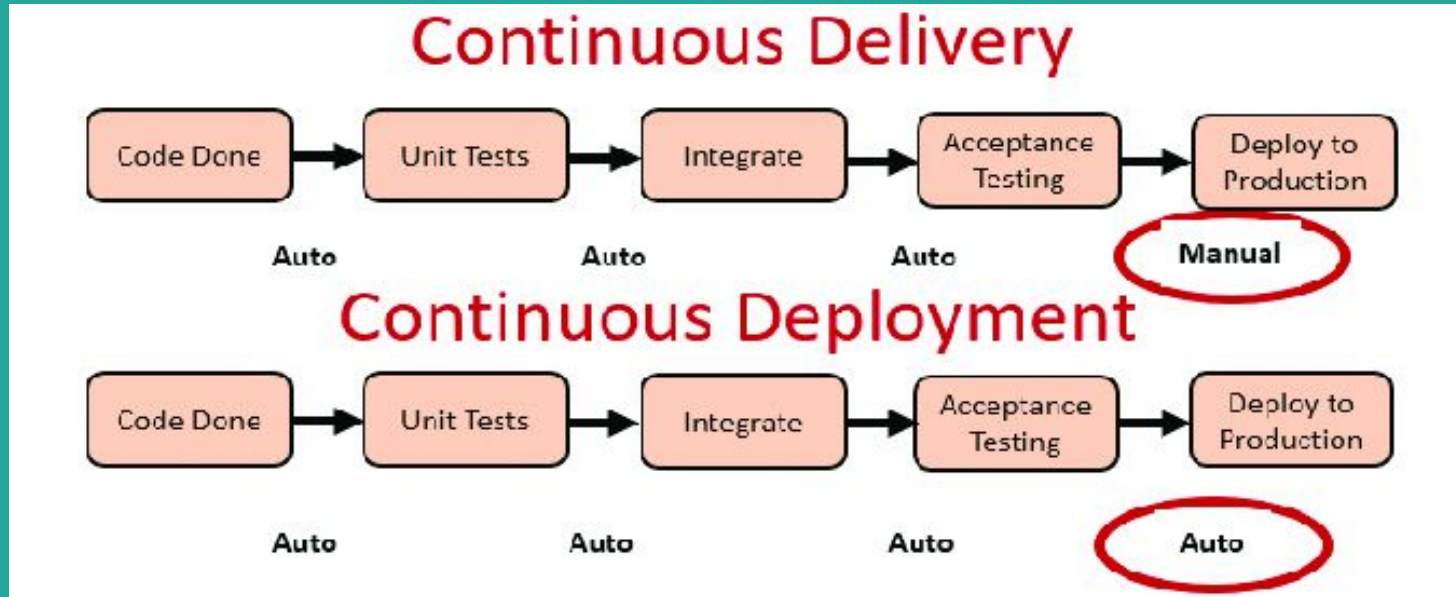 Continuous Delivery
Code Done
Unit Tests
Integrate
Acceptance
Testing
Deploy to
Production
Auto
Auto
Auto
Manual
Continuous Deployment
Code Done
Unit Tests
Integrate
Acceptance
Testing
Deploy to
Production
Auto
Auto
Auto
Auto